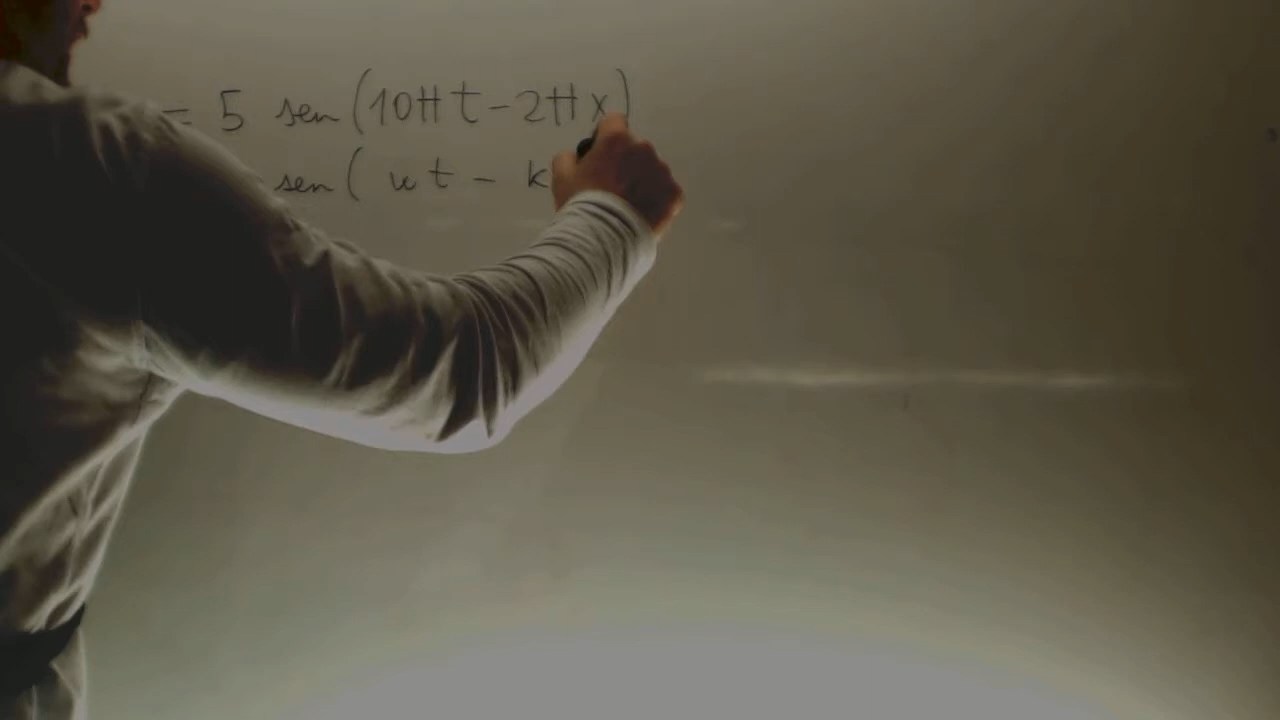 = 5 sen (10π t - 2π x)
sen ( w t - k